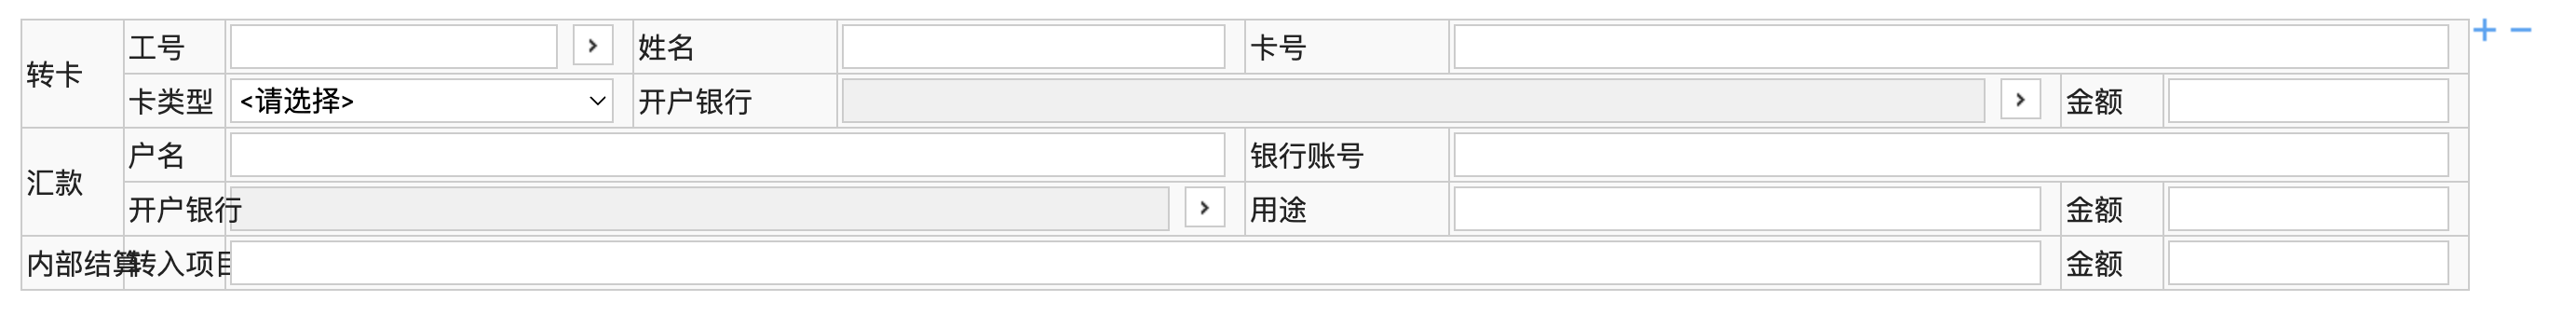 转卡 工号 姓名 卡号
卡类型 <请选择> 开户银行 金额
汇款 户名 银行账号
开户银行 用途 金额
内部结算 转入项目 金额